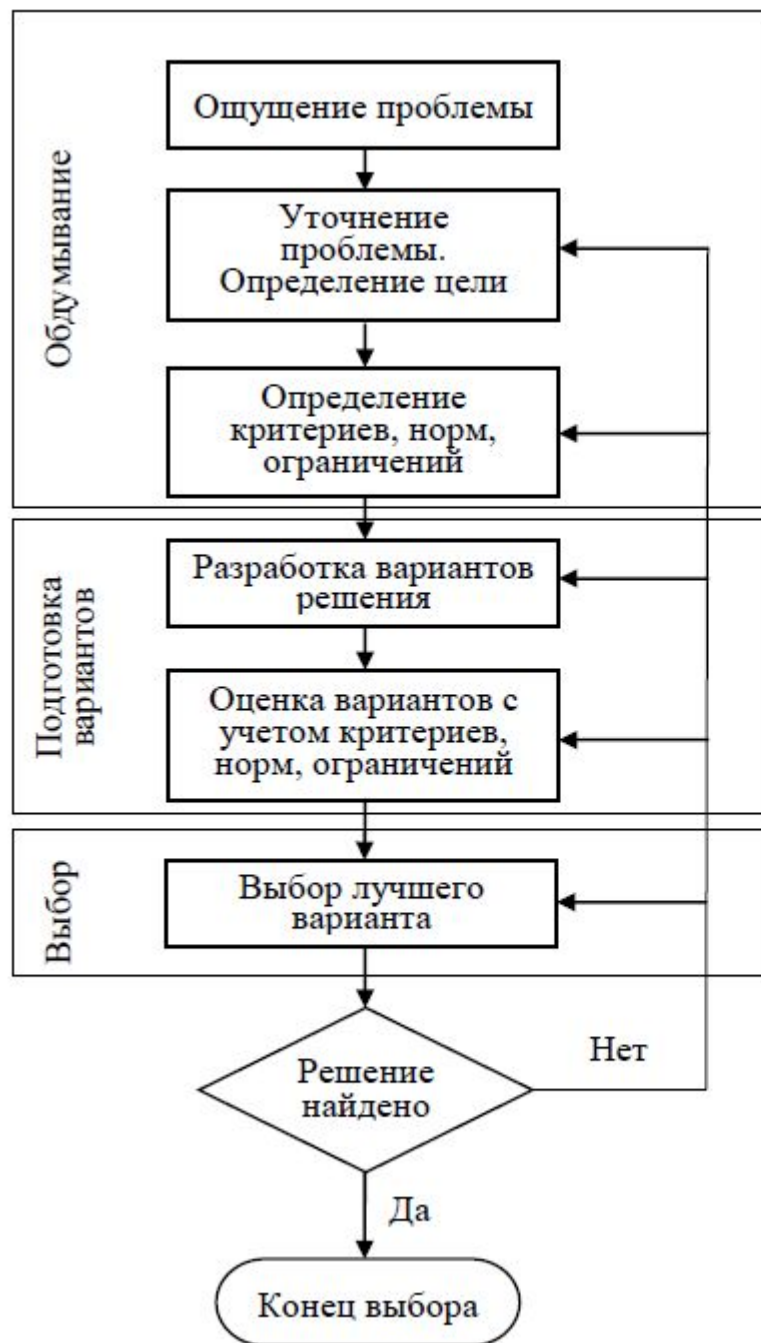 Обдумывание
Ощущение проблемы
Уточнение
проблемы.
Определение цели
Определение
критериев, норм,
ограничений
Подготовка
вариантов
Разработка вариантов
решения
Оценка вариантов с
учетом критериев,
норм, ограничений
Выбор
Выбор лучшего
варианта
Решение
найдено
Нет
Да
Конец выбора